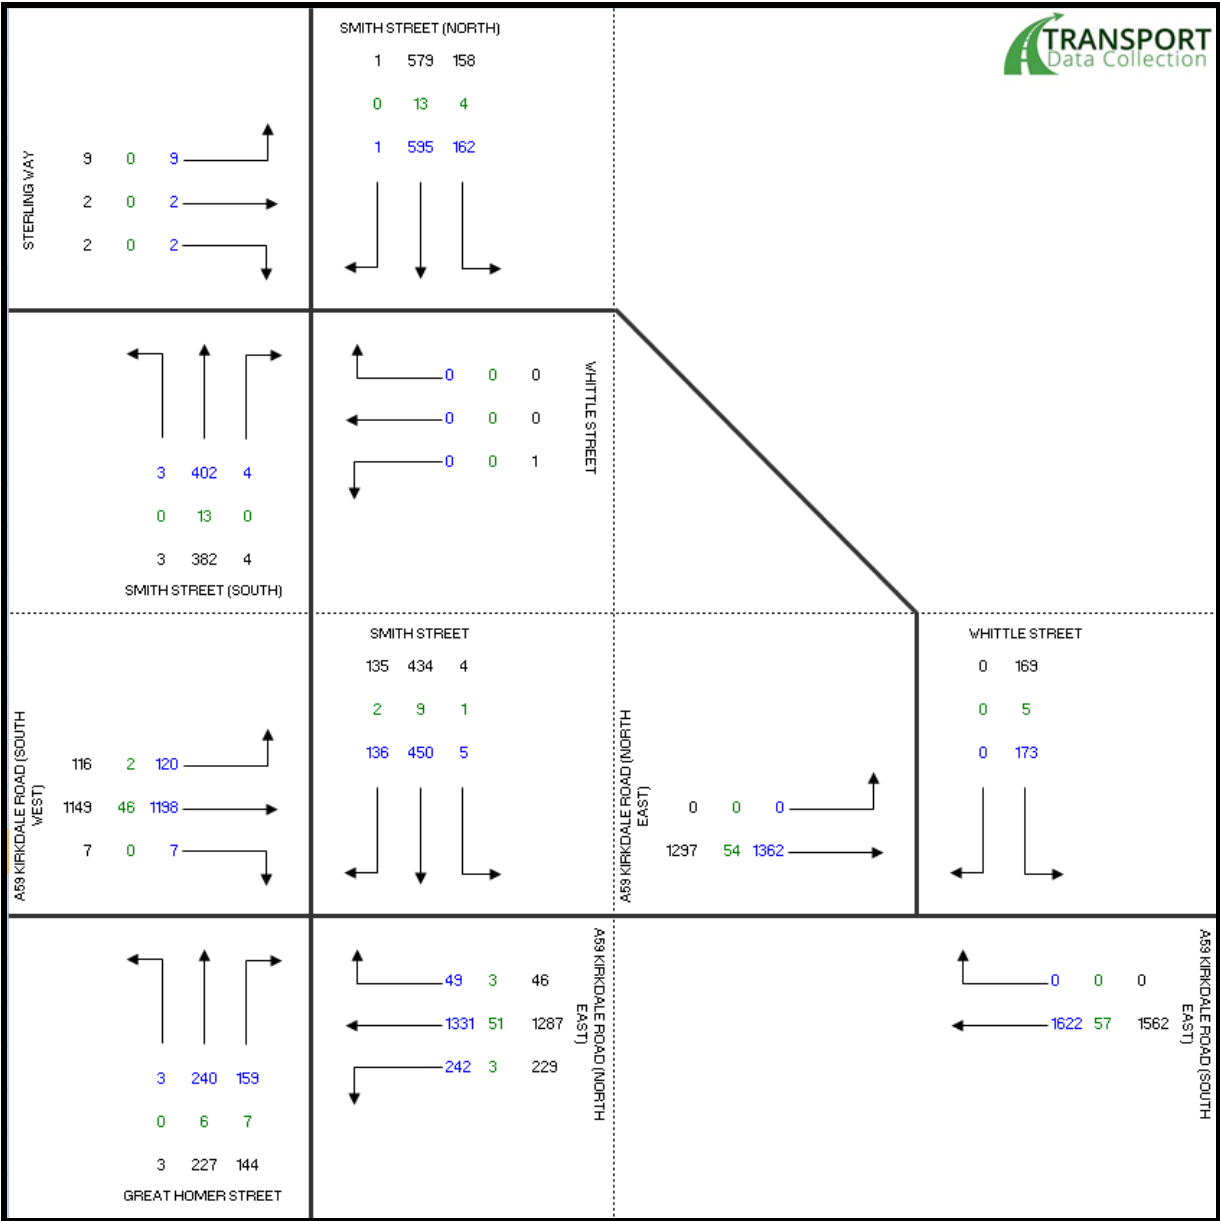 SMITH STREET (NORTH)
TRANSPORT
Data Collection
1 579 158
0 13 4
1 595 162
STERLING WAY
9 0 9
2 0 2
2 0 2
0 0 0
0 0 0
0 0 1
WHITTLE STREET
3 402 4
0 13 0
3 382 4
SMITH STREET (SOUTH)
SMITH STREET
135 434 4
2 9 1
136 450 5
WHITTLE STREET
0 169
0 5
0 173
A59 KIRKDALE ROAD (SOUTH
WEST)
116 2 120
1149 46 1198
7 0 7
A59 KIRKDALE ROAD (NORTH
EAST)
0 0 0
1297 54 1362
3 240 159
0 6 7
3 227 144
GREAT HOMER STREET
49 3 46
1331 51 1287
242 3 229
A59 KIRKDALE ROAD (NORTH
EAST)
0 0 0
1622 57 1562
A59 KIRKDALE ROAD (SOUTH
EAST)